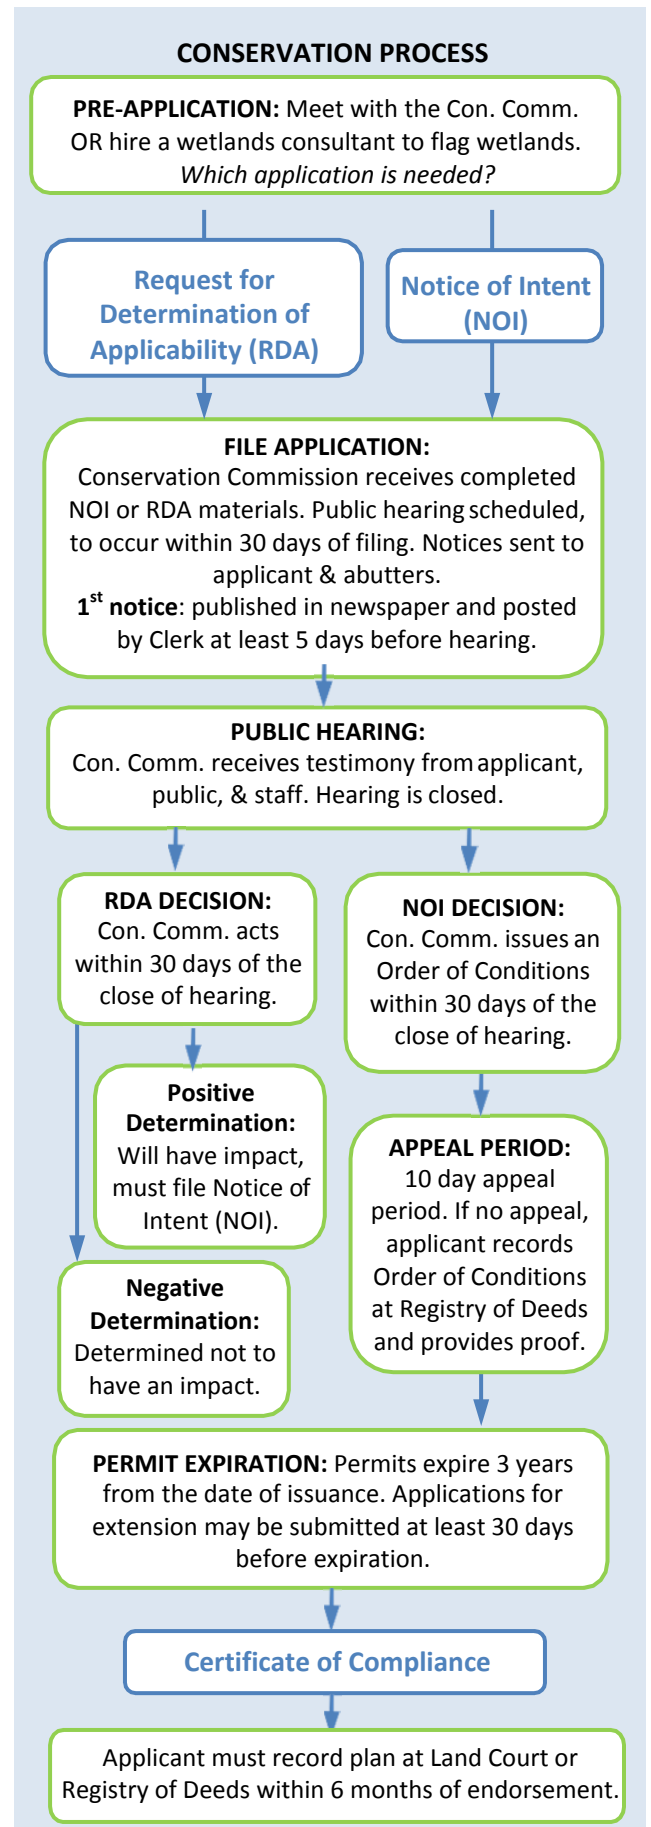 CONSERVATION PROCESS
PRE-APPLICATION: Meet with the Con. Comm.
OR hire a wetlands consultant to flag wetlands.
Which application is needed?
Request for
Determination of
Applicability (RDA)
Notice of Intent
(NOI)
FILE APPLICATION:
Conservation Commission receives completed
NOI or RDA materials. Public hearing scheduled,
to occur within 30 days of filing. Notices sent to
applicant & abutters.
1st notice: published in newspaper and posted
by Clerk at least 5 days before hearing.
PUBLIC HEARING:
Con. Comm. receives testimony from applicant,
public, & staff. Hearing is closed.
RDA DECISION:
Con. Comm. acts
within 30 days of the
close of hearing.
Positive
Determination:
Will have impact,
must file Notice of
Intent (NOI).
Negative
Determination:
Determined not to
have an impact.
NOI DECISION:
Con. Comm. issues an
Order of Conditions
within 30 days of the
close of hearing.
APPEAL PERIOD:
10 day appeal
period. If no appeal,
applicant records
Order of Conditions
at Registry of Deeds
and provides proof.
PERMIT EXPIRATION: Permits expire 3 years
from the date of issuance. Applications for
extension may be submitted at least 30 days
before expiration.
Certificate of Compliance
Applicant must record plan at Land Court or
Registry of Deeds within 6 months of endorsement.